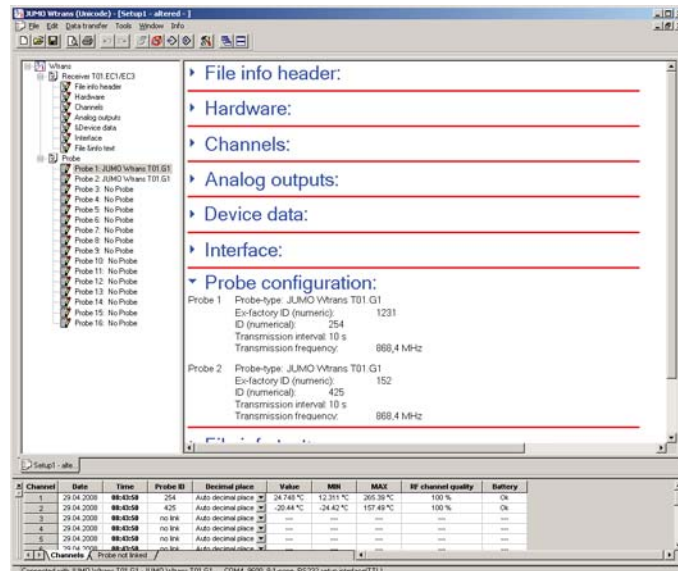 JUMO Wtrans (Unicode) - [Setup1 - altered - ]
File Edit Data transfer Tools Window Info
Wtrans
Receiver T01.EC1/EC3
File info header
Hardware
Channels
Analog outputs
&Device data
Interface
File &info text
Probe
Probe 1: JUMO Wtrans T01.G1
Probe 2: JUMO Wtrans T01.G1
Probe 3: No Probe
Probe 4: No Probe
Probe 5: No Probe
Probe 6: No Probe
Probe 7: No Probe
Probe 8: No Probe
Probe 9: No Probe
Probe 10: No Probe
Probe 11: No Probe
Probe 12: No Probe
Probe 13: No Probe
Probe 14: No Probe
Probe 15: No Probe
Probe 16: No Probe
File info header:
Hardware:
Channels:
Analog outputs:
Device data:
Interface:
Probe configuration:
Probe 1 Probe-type: JUMO Wtrans T01.G1
Ex-factory ID (numeric): 1231
ID (numerical): 254
Transmission interval: 10 s
Transmission frequency: 868,4 MHz
Probe 2 Probe-type: JUMO Wtrans T01.G1
Ex-factory ID (numeric): 152
ID (numerical): 425
Transmission interval: 10 s
Transmission frequency: 868,4 MHz
Setup1 - alte...
Channel Date Time Probe ID Decimal place Value MIN MAX RF channel quality Battery
1 29.04.2008 08:43:50 254 Auto decimal place 24.748 °C 12.311 °C 265.39 °C 100 % Ok
2 29.04.2008 08:43:50 425 Auto decimal place -20.44 °C -24.42 °C 157.49 °C 100 % Ok
3 29.04.2008 08:43:50 no link Auto decimal place --- --- --- --- ---
4 29.04.2008 08:43:50 no link Auto decimal place --- --- --- --- ---
5 29.04.2008 08:43:50 no link Auto decimal place --- --- --- --- ---
Channels Probe not linked